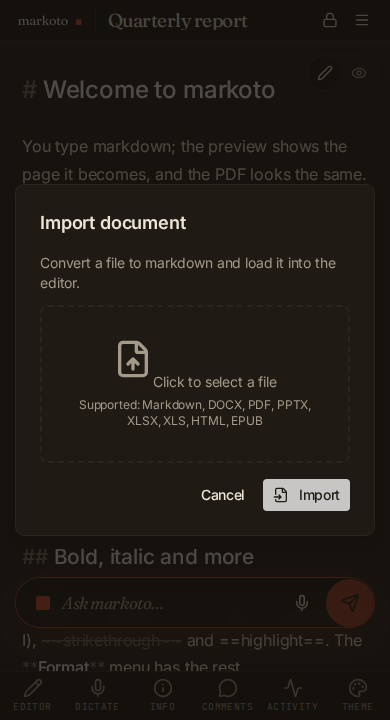 markoto
Quarterly report
# Welcome to markoto
You type markdown; the preview shows the
page it becomes, and the PDF looks the same.
Import document
Convert a file to markdown and load it into the
editor.
Click to select a file
Supported: Markdown, DOCX, PDF, PPTX,
XLSX, XLS, HTML, EPUB
Cancel
Import
## Bold, italic and more
Ask markoto...
I), ~~strikethrough~~ and ==highlight==. The
**Format** menu has the rest.
EDITOR
DICTATE
INFO
COMMENTS
ACTIVITY
THEME